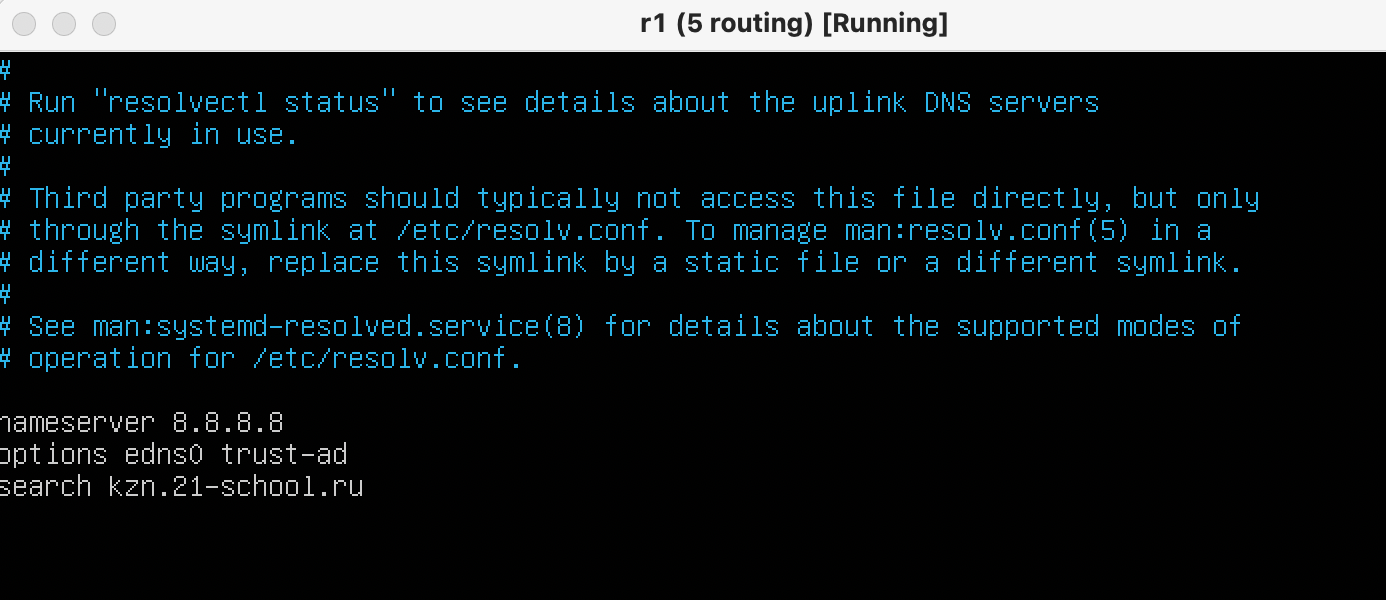 r1 (5 routing) [Running]
#
# Run "resolvectl status" to see details about the uplink DNS servers
# currently in use.
#
# Third party programs should typically not access this file directly, but only
# through the symlink at /etc/resolv.conf. To manage man:resolv.conf(5) in a
# different way, replace this symlink by a static file or a different symlink.
#
# See man:systemd-resolved.service(8) for details about the supported modes of
# operation for /etc/resolv.conf.
nameserver 8.8.8.8
options edns0 trust-ad
search kzn.21-school.ru